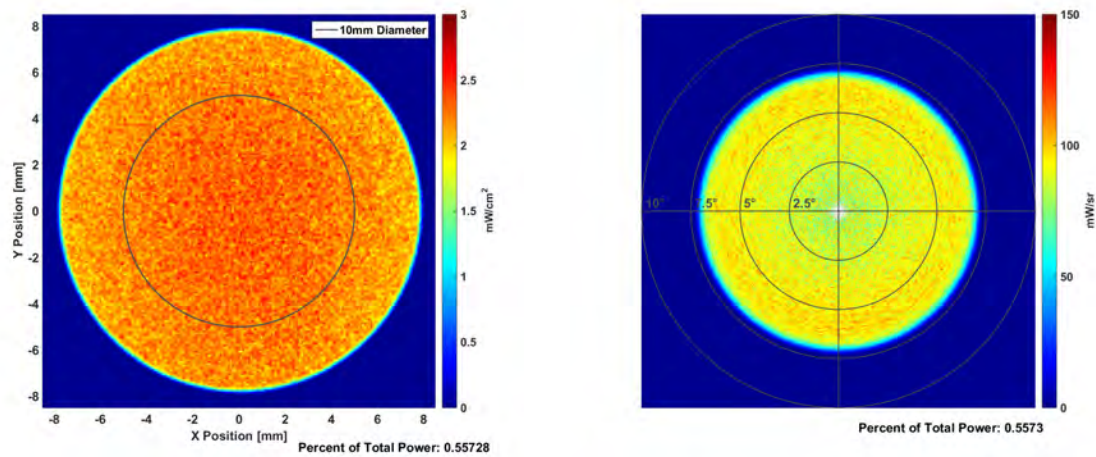 8
6
4
2
0
-2
-4
-6
-8
Y Position [mm]
-8 -6 -4 -2 0 2 4 6 8
X Position [mm]
10mm Diameter
3
2.5
2
1.5
1
0.5
0
mW/cm²
Percent of Total Power: 0.55728
10° .5° 5° 2.5°
150
100
50
0
mW/sr
Percent of Total Power: 0.5573